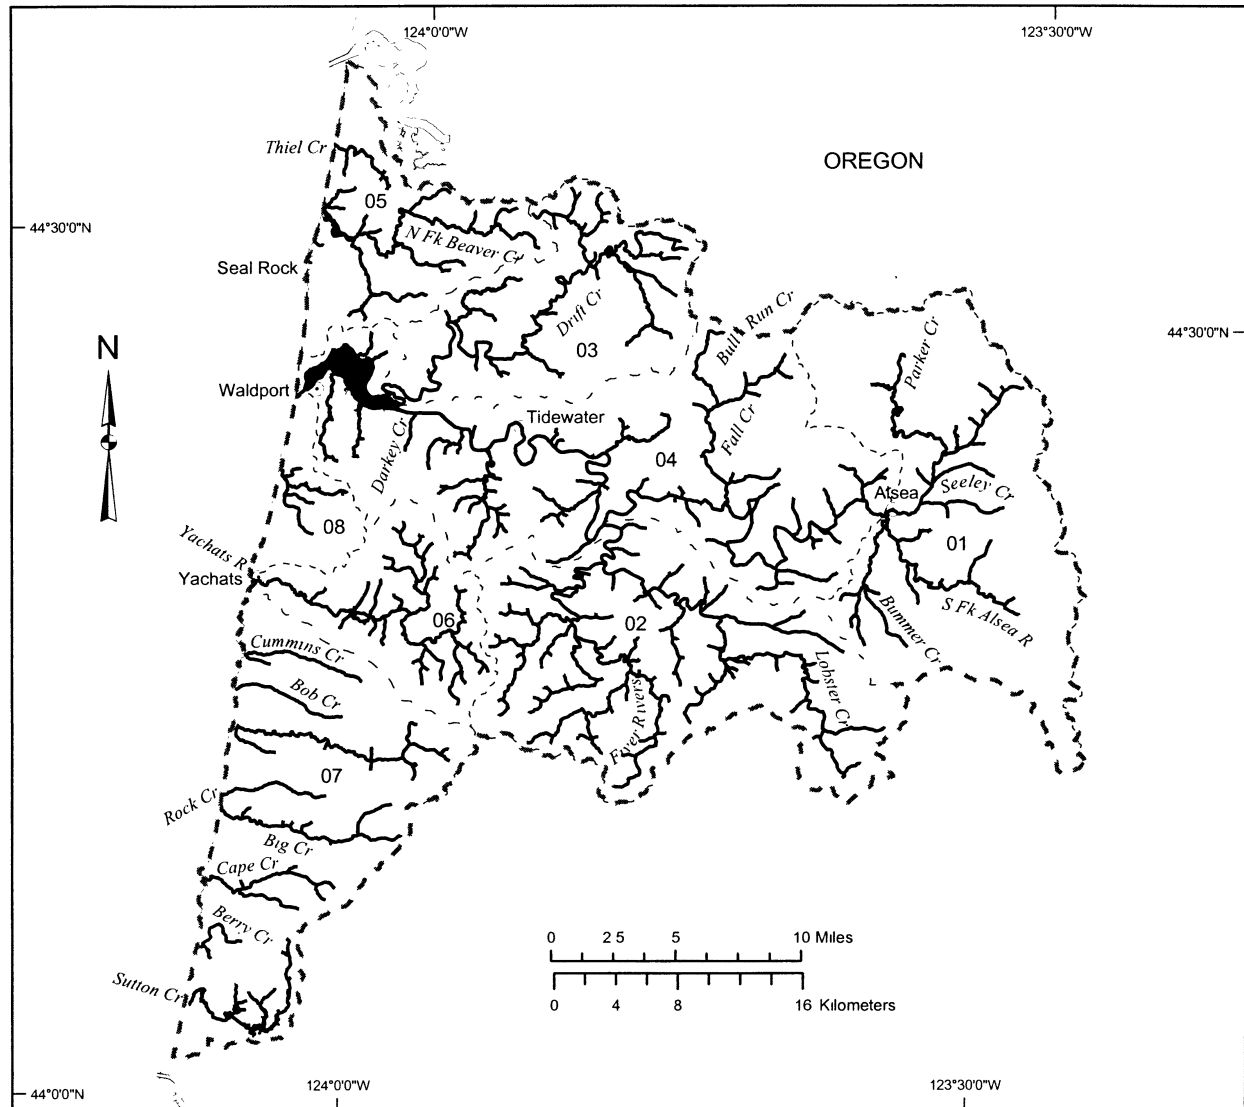 124°0'0"W
123°30'0"W
OREGON
Thiel Cr
05
44°30'0"N
N Fk Beaver Cr
Seal Rock
Drift Cr
Bull Run Cr
44°30'0"N
N
03
Parker Cr
Waldport
Tidewater
Darkey Cr
Fall Cr
04
Alsea
Seeley Cr
08
01
Yachats R
Yachats
06
02
S Fk Alsea R
Bummer Cr
Cummins Cr
Lobster Cr
Bob Cr
Fiver Rivers
07
Rock Cr
Big Cr
Cape Cr
Berry Cr
0 2 5 5 10 Miles
Sutton Cr
0 4 8 16 Kilometers
44°0'0"N
124°0'0"W
123°30'0"W